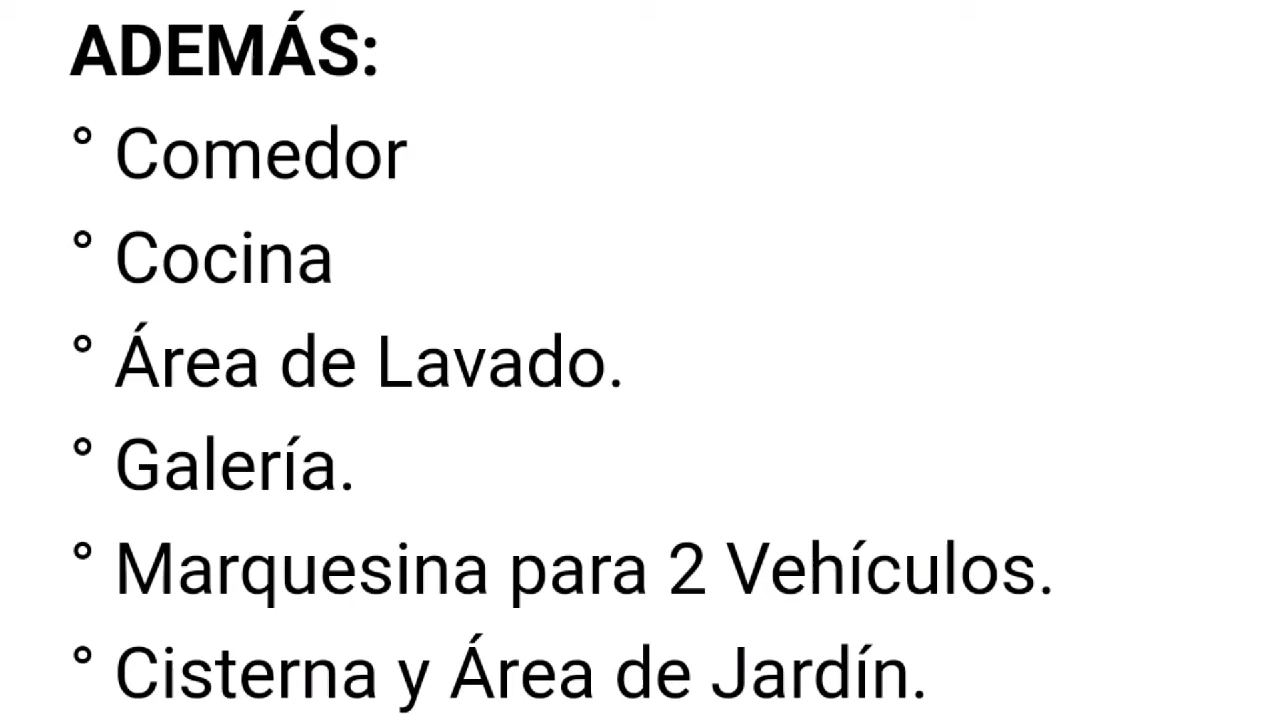 ADEMÁS:
° Comedor
° Cocina
° Área de Lavado.
° Galería.
° Marquesina para 2 Vehículos.
° Cisterna y Área de Jardín.